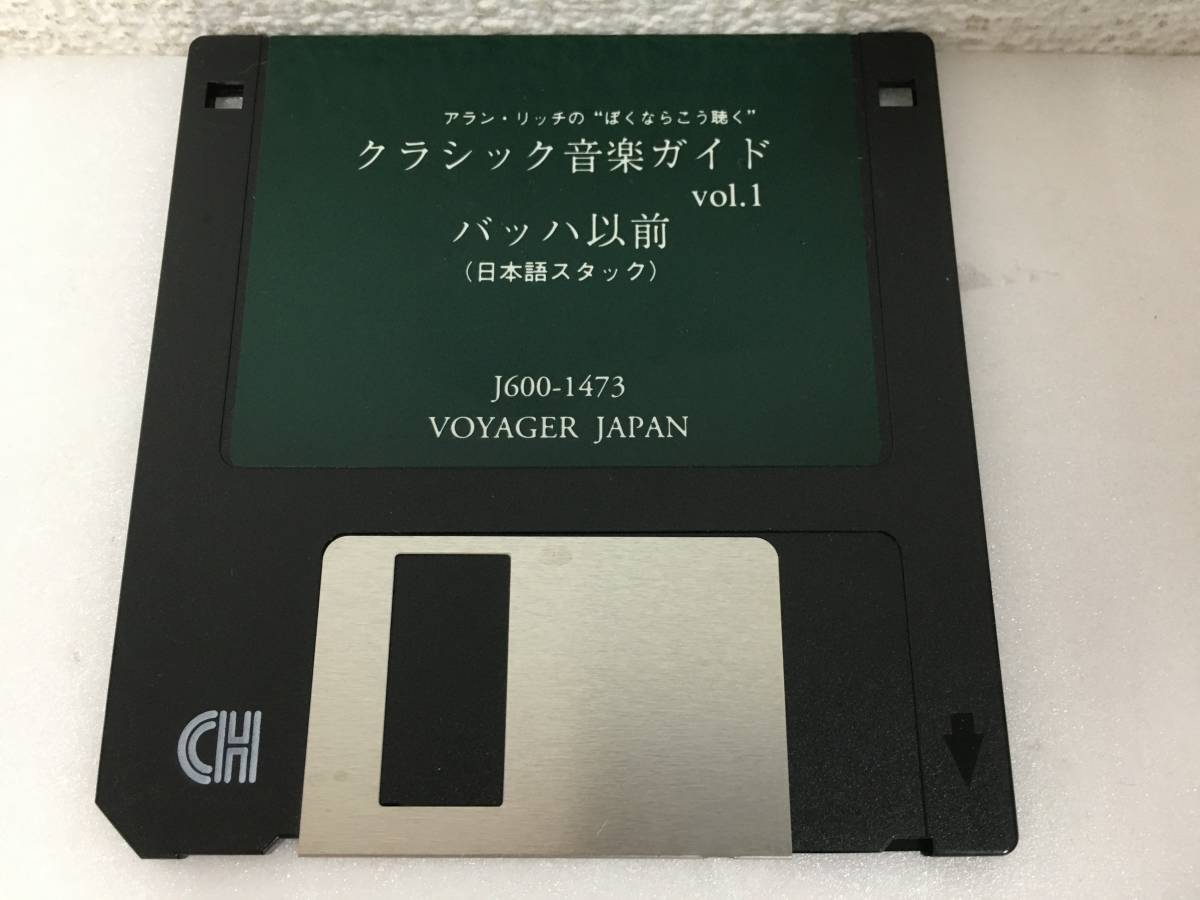 アラン・リッチの“ぼくならこう聴く”
クラシック音楽ガイド
vol.1
バッハ以前
（日本語スタック）
J600-1473
VOYAGER JAPAN
CH